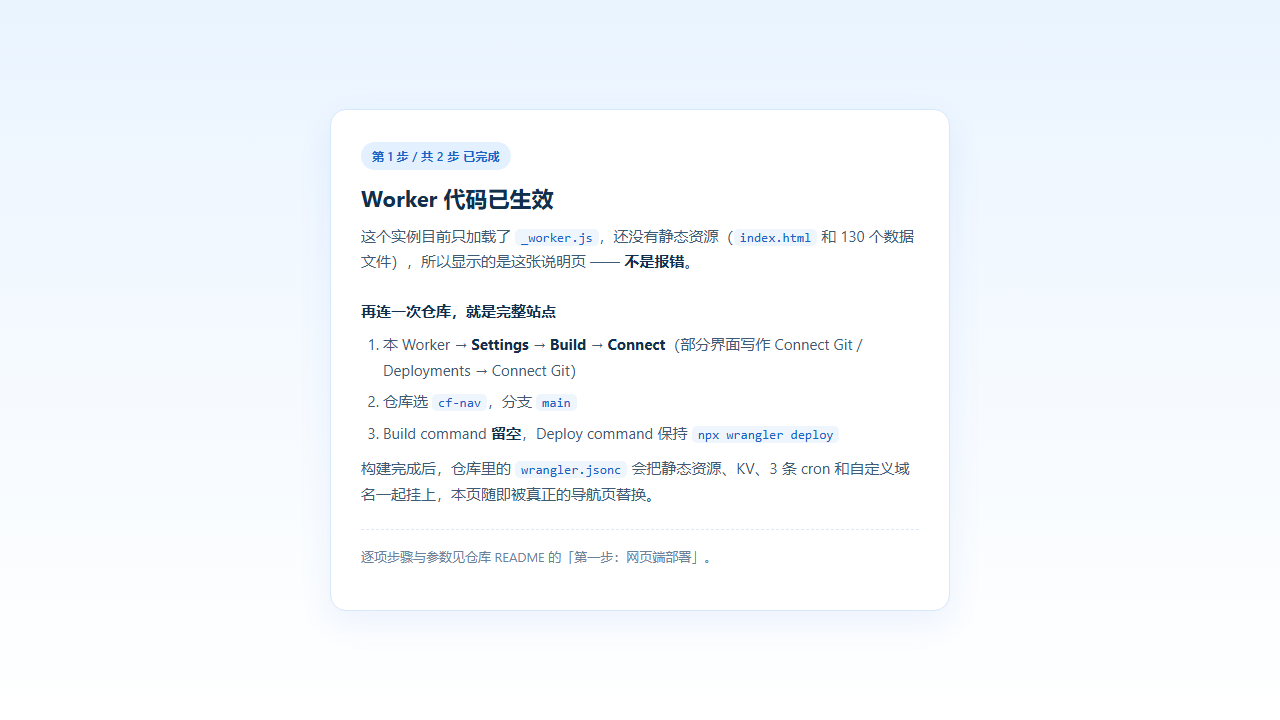 第 1 步 / 共 2 步 已完成
Worker 代码已生效
这个实例目前只加载了 _worker.js，还没有静态资源（index.html 和 130 个数据
文件），所以显示的是这张说明页 —— 不是报错。
再连一次仓库，就是完整站点
1. 本 Worker → Settings → Build → Connect（部分界面写作 Connect Git /
Deployments → Connect Git）
2. 仓库选 cf-nav，分支 main
3. Build command 留空，Deploy command 保持 npx wrangler deploy
构建完成后，仓库里的 wrangler.jsonc 会把静态资源、KV、3 条 cron 和自定义域
名一起挂上，本页随即被真正的导航页替换。
逐项步骤与参数见仓库 README 的「第一步：网页端部署」。